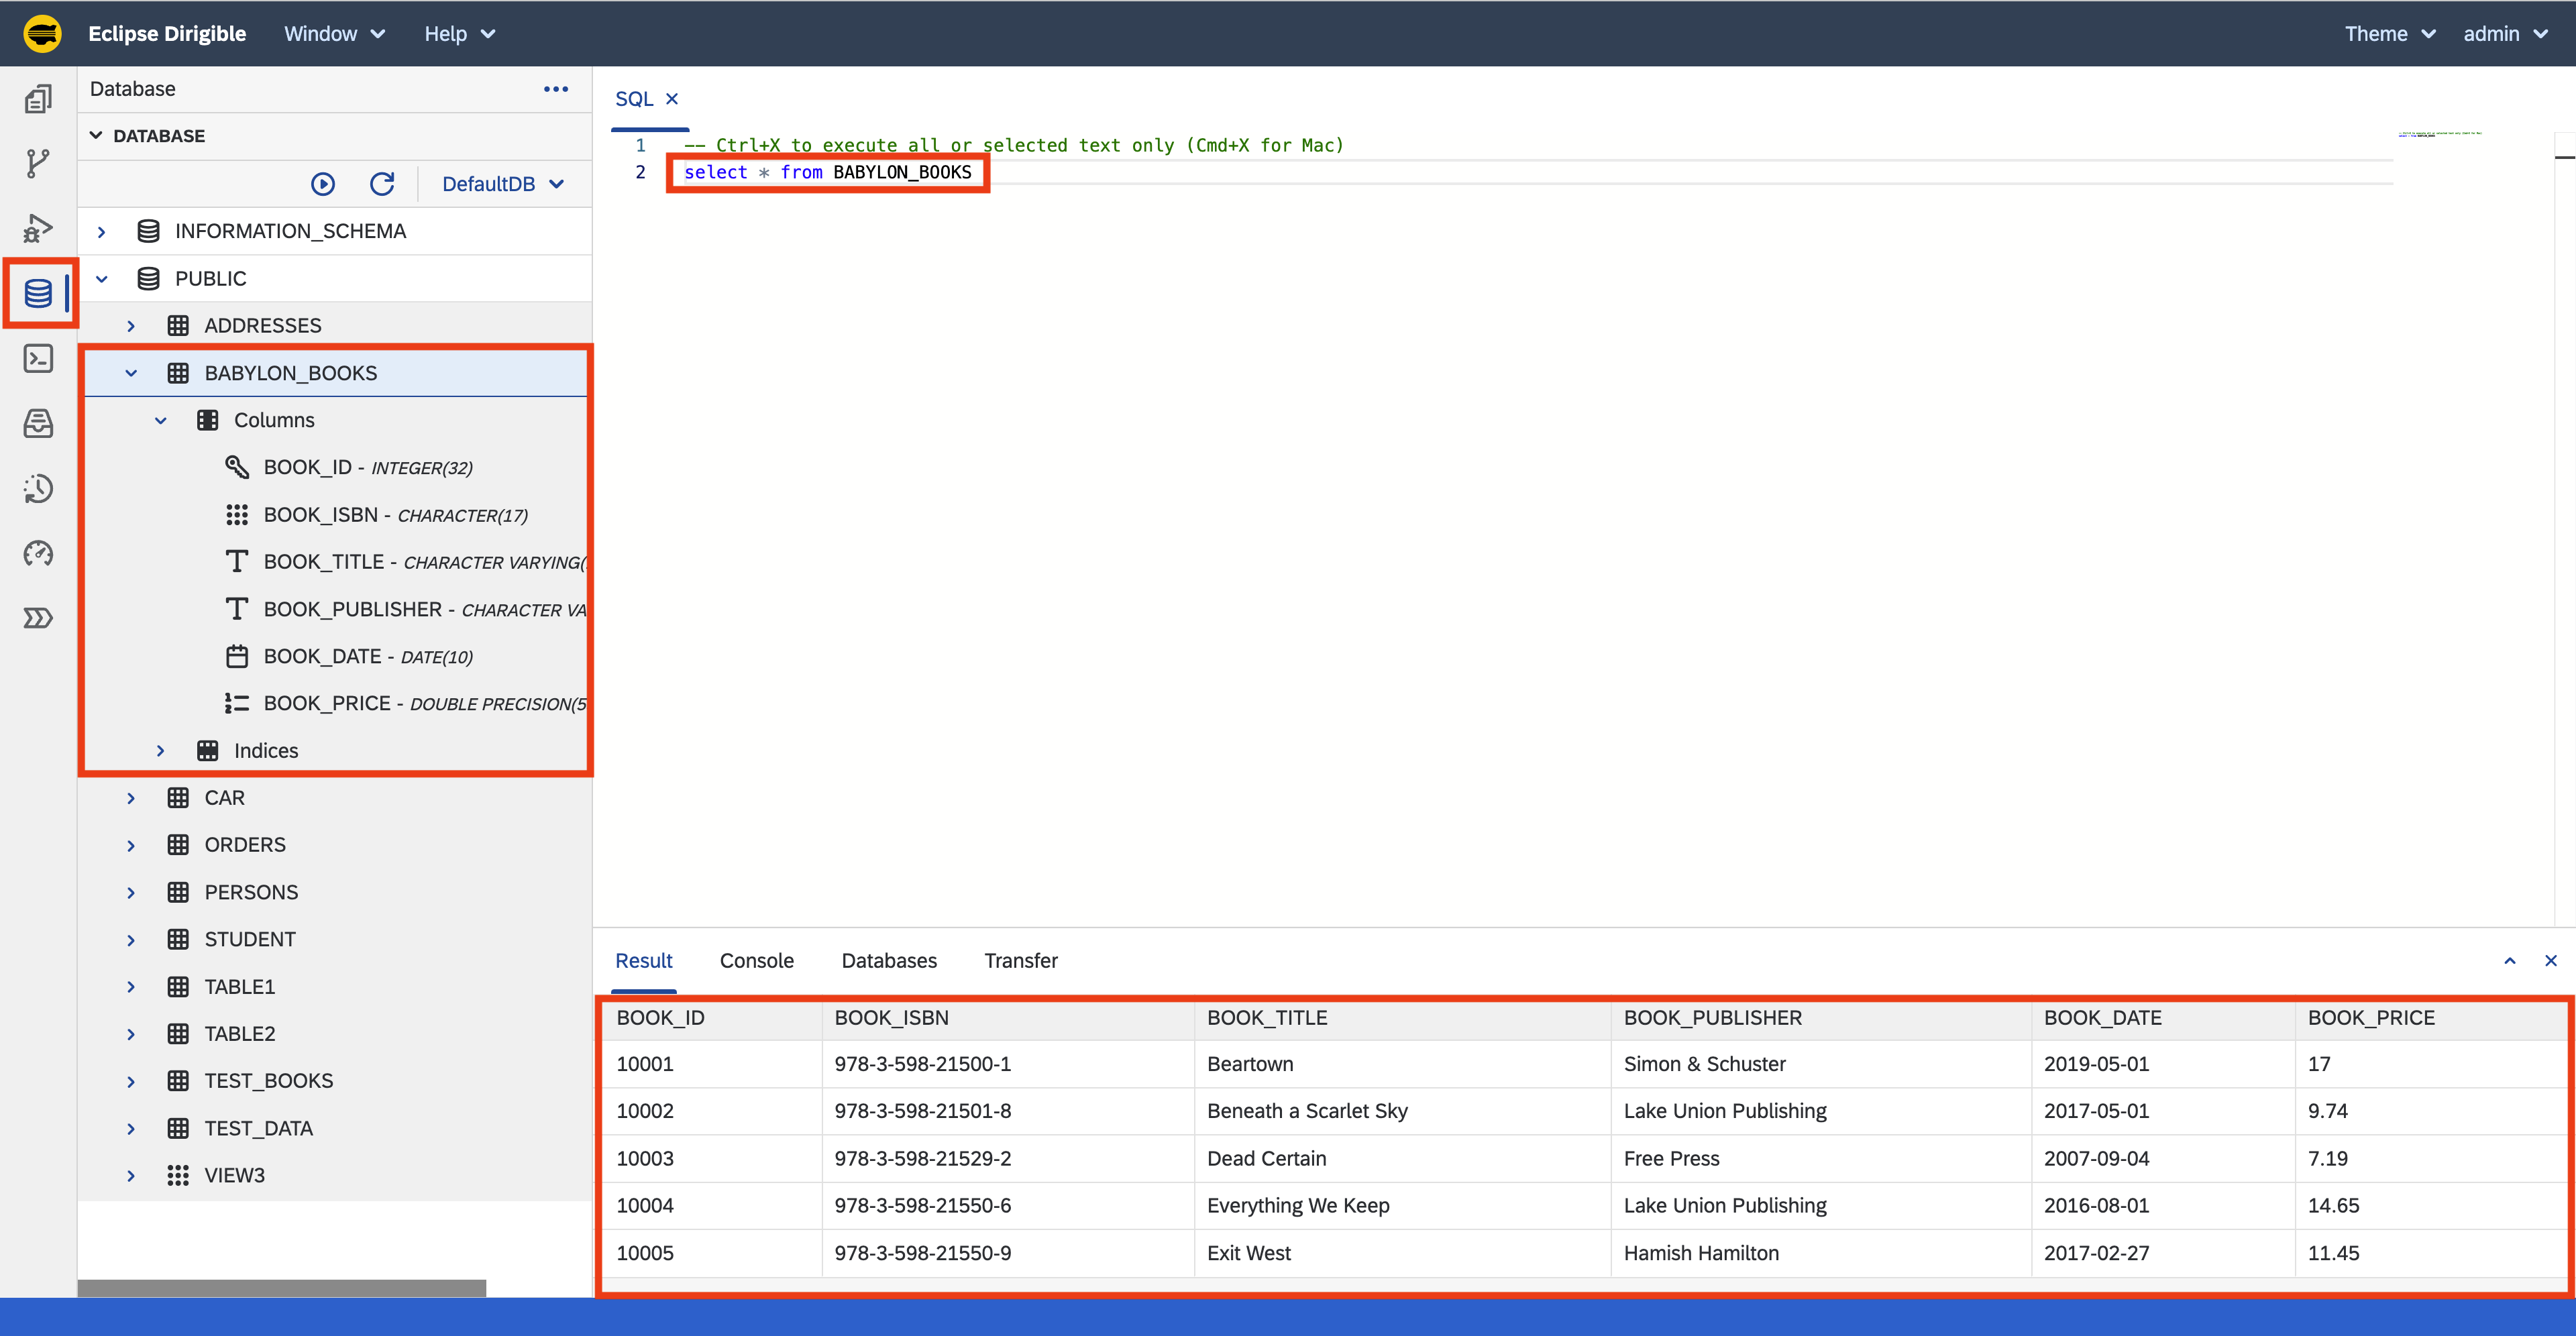 Eclipse Dirigible Window Help Theme admin
Database
DATABASE
DefaultDB
INFORMATION_SCHEMA
PUBLIC
ADDRESSES
BABYLON_BOOKS
Columns
BOOK_ID - INTEGER(32)
BOOK_ISBN - CHARACTER(17)
BOOK_TITLE - CHARACTER VARYING(
BOOK_PUBLISHER - CHARACTER VA
BOOK_DATE - DATE(10)
BOOK_PRICE - DOUBLE PRECISION(5
Indices
CAR
ORDERS
PERSONS
STUDENT
TABLE1
TABLE2
TEST_BOOKS
TEST_DATA
VIEW3
SQL
1 -- Ctrl+X to execute all or selected text only (Cmd+X for Mac)
2 select * from BABYLON_BOOKS
Result Console Databases Transfer
BOOK_ID BOOK_ISBN BOOK_TITLE BOOK_PUBLISHER BOOK_DATE BOOK_PRICE
10001 978-3-598-21500-1 Beartown Simon & Schuster 2019-05-01 17
10002 978-3-598-21501-8 Beneath a Scarlet Sky Lake Union Publishing 2017-05-01 9.74
10003 978-3-598-21529-2 Dead Certain Free Press 2007-09-04 7.19
10004 978-3-598-21550-6 Everything We Keep Lake Union Publishing 2016-08-01 14.65
10005 978-3-598-21550-9 Exit West Hamish Hamilton 2017-02-27 11.45